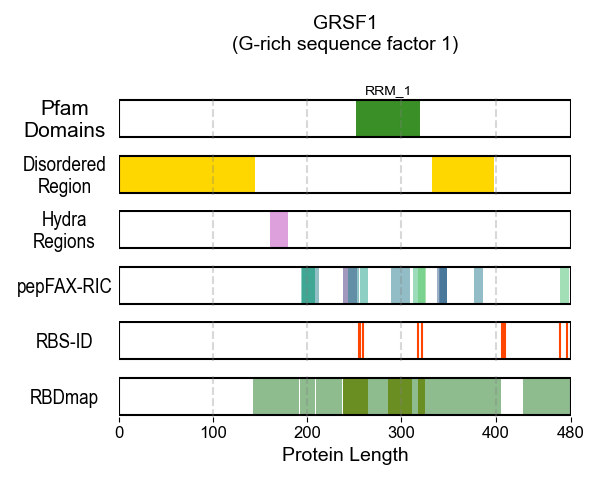 GRSF1
(G-rich sequence factor 1)
RRM_1
Pfam
Domains
Disordered
Region
Hydra
Regions
pepFAX-RIC
RBS-ID
RBDmap
0 100 200 300 400 480
Protein Length